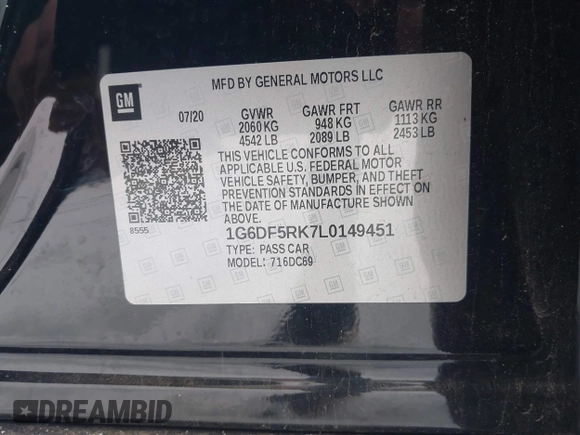 MFD BY GENERAL MOTORS LLC
GM
07/20 GVWR GAWR FRT GAWR RR
2060 KG 948 KG 1113 KG
4542 LB 2089 LB 2453 LB
THIS VEHICLE CONFORMS TO ALL
APPLICABLE U.S. FEDERAL MOTOR
VEHICLE SAFETY, BUMPER, AND THEFT
PREVENTION STANDARDS IN EFFECT ON
THE DATE OF MANUFACTURE SHOWN
ABOVE.
8555
1G6DF5RK7L0149451
TYPE: PASS CAR
MODEL: 716DC69
DREAMBID